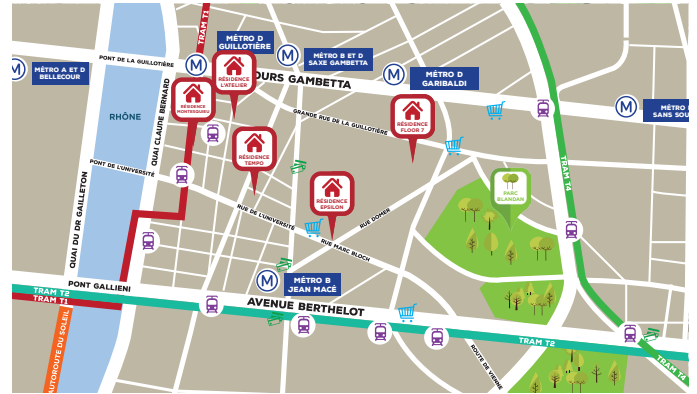 TRAM T1
MÉTRO D
GUILLOTIÈRE
MÉTRO B ET D
SAXE GAMBETTA
PONT DE LA GUILLOTIÈRE
M
M
M
MÉTRO A ET D
BELLECOUR
M
MÉTRO D
GARIBALDI
OURS GAMBETTA
RÉSIDENCE
L'ATELIER
RÉSIDENCE
MONTESQUIEU
M
SANS SOU
RHÔNE
QUAI CLAUDE BERNARD
GRANDE RUE DE LA GUILLOTIÈRE
RÉSIDENCE
FLOOR 7
RÉSIDENCE
TEMPO
PONT DE L'UNIVERSITÉ
TRAM T4
QUAI DU DR GAILLETON
RÉSIDENCE
EPSILON
PARC
BLANDAN
RUE DE L'UNIVERSITÉ
RUE DOMER
RUE MARC BLOCH
M
MÉTRO B
JEAN MACÉ
PONT GALLIENI
TRAM T2
TRAM T1
AVENUE BERTHELOT
AUTOROUTE DU SOLEIL
TRAM T2
ROUTE DE VIENNE
TRAM T4